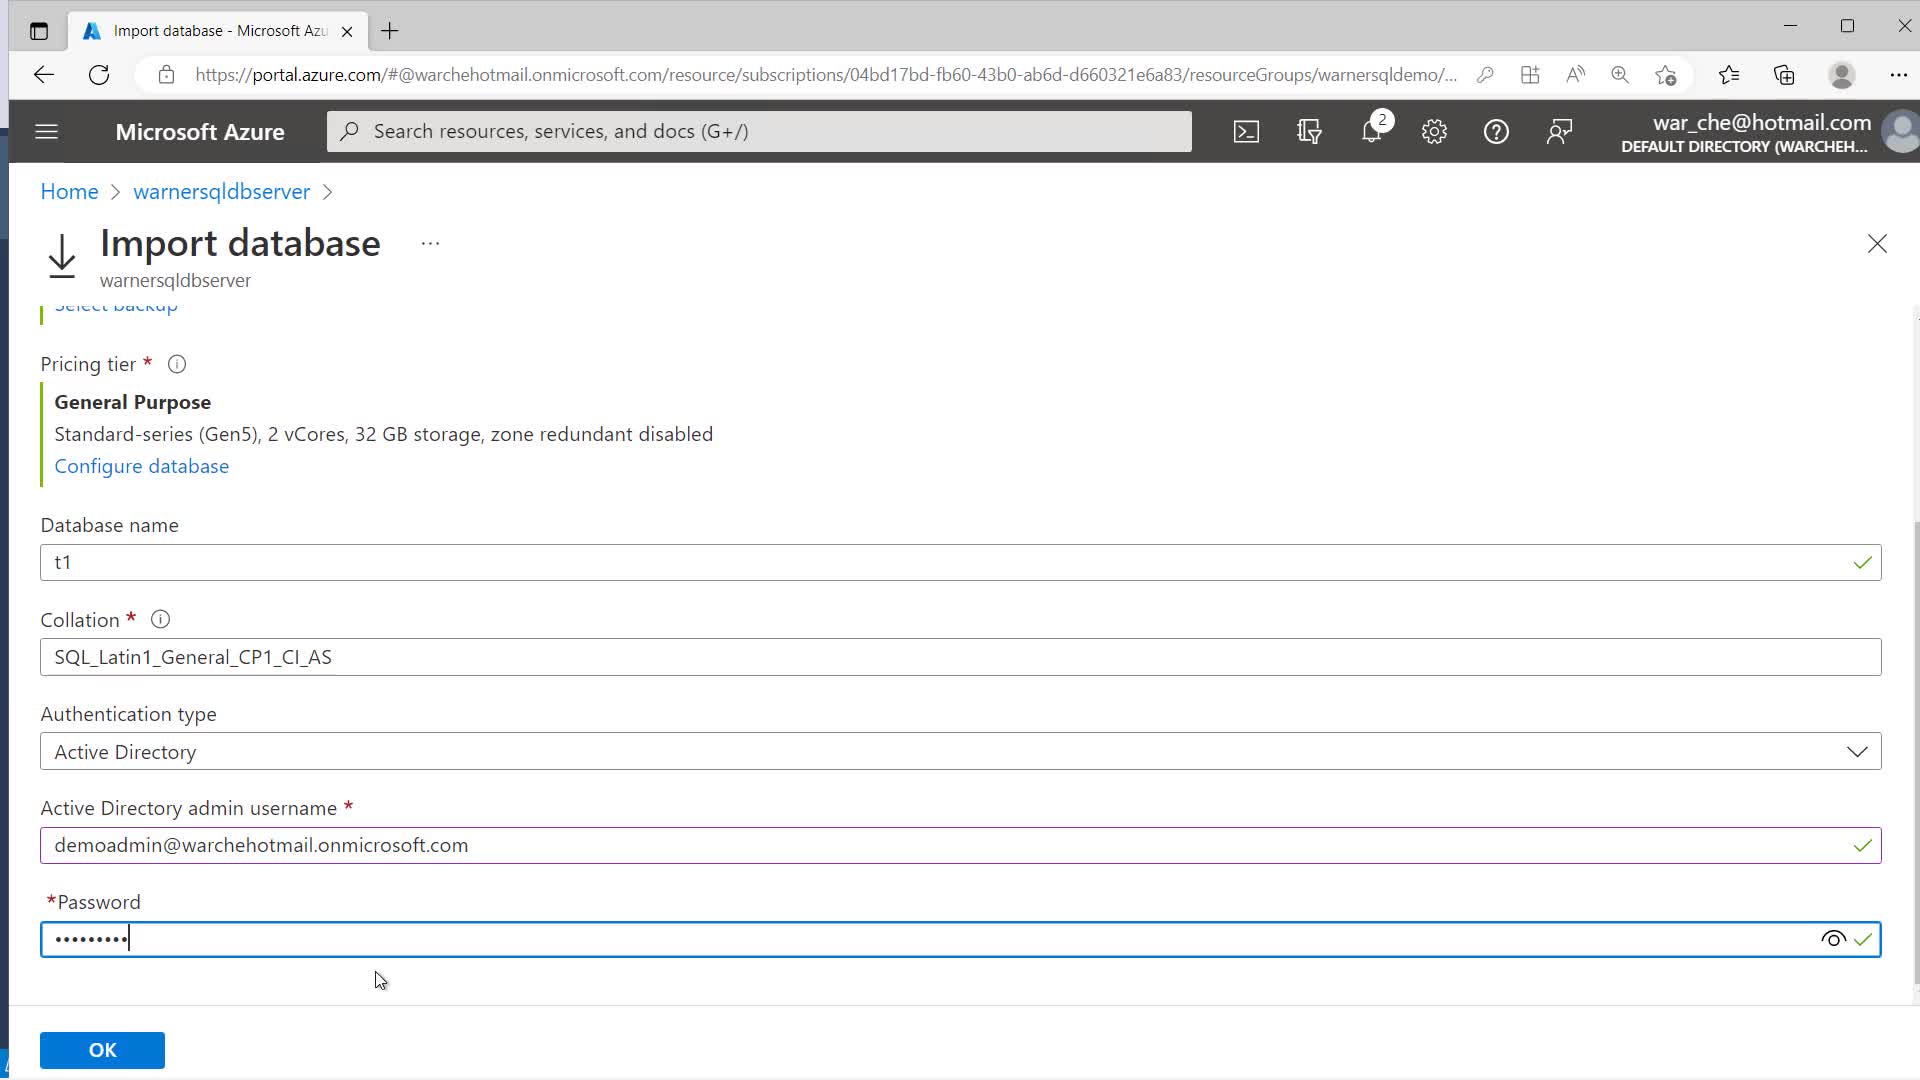 Import database - Microsoft Azu
https://portal.azure.com/#@warchehotmail.onmicrosoft.com/resource/subscriptions/04bd17bd-fb60-43b0-ab6d-d660321e6a83/resourceGroups/warnersqldemo/...
Microsoft Azure
Search resources, services, and docs (G+/)
2
war_che@hotmail.com
DEFAULT DIRECTORY (WARCHEH...
Home > warnersqldbserver >
Import database ...
warnersqldbserver
Select backup
Pricing tier *
General Purpose
Standard-series (Gen5), 2 vCores, 32 GB storage, zone redundant disabled
Configure database
Database name
t1
Collation *
SQL_Latin1_General_CP1_CI_AS
Authentication type
Active Directory
Active Directory admin username *
demoadmin@warchehotmail.onmicrosoft.com
*Password
•••••••••
OK